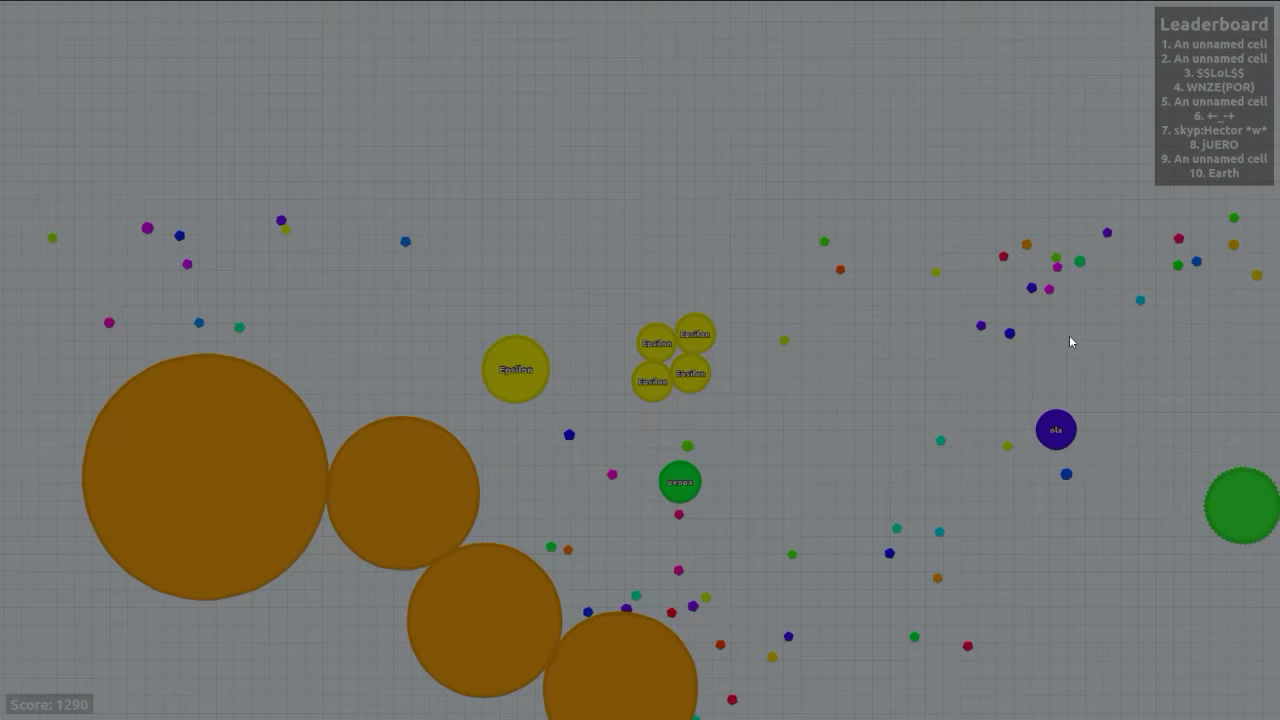 Leaderboard
1. An unnamed cell
2. An unnamed cell
3. $$LoL$$
4. WNZE(POR)
5. An unnamed cell
6. +-_-+
7. skyp:Hector *w*
8. jUERO
9. An unnamed cell
10. Earth
Epsilon
Epsilon
Epsilon
Epsilon
Epsilon
ola
peppa
Score: 1290